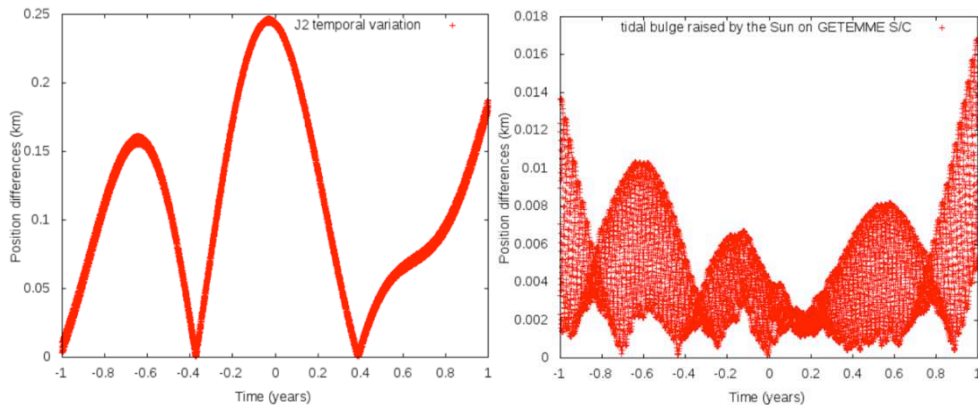 J2 temporal variation
Position differences (km)
0.25
0.2
0.15
0.1
0.05
0
-1 -0.8 -0.6 -0.4 -0.2 0 0.2 0.4 0.6 0.8 1
Time (years)
tidal bulge raised by the Sun on GETEMME S/C
Position differences (km)
0.018
0.016
0.014
0.012
0.01
0.008
0.006
0.004
0.002
0
-1 -0.8 -0.6 -0.4 -0.2 0 0.2 0.4 0.6 0.8 1
Time (years)